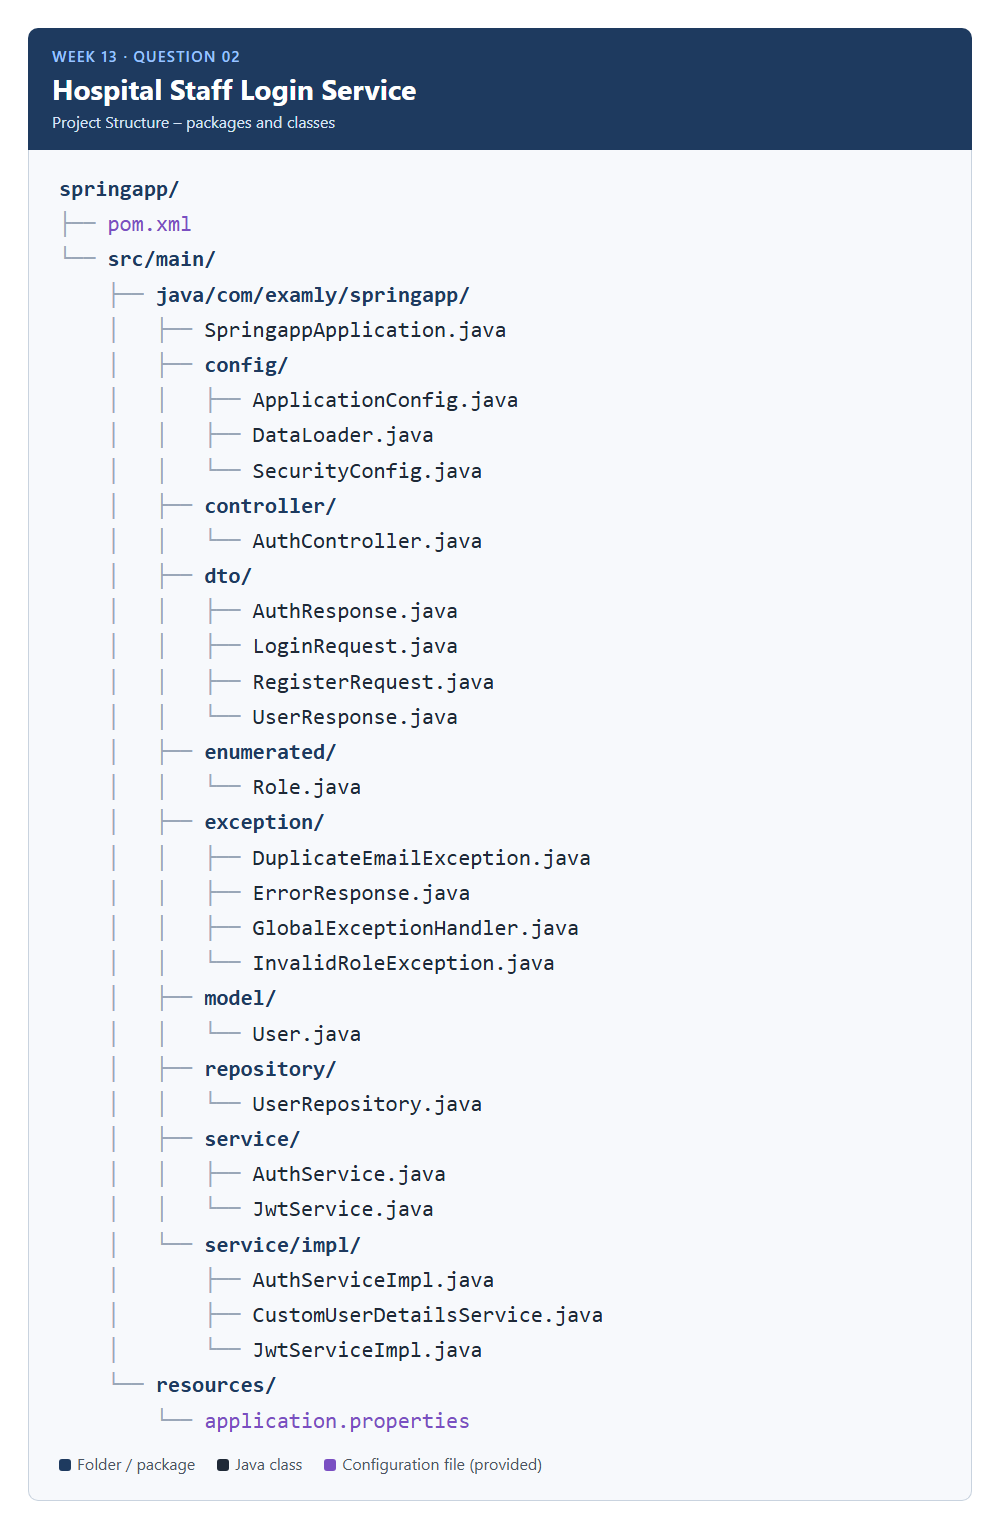 WEEK 13 · QUESTION 02
Hospital Staff Login Service
Project Structure – packages and classes
springapp/
├── pom.xml
└── src/main/
    ├── java/com/examly/springapp/
    │   ├── SpringappApplication.java
    │   ├── config/
    │   │   ├── ApplicationConfig.java
    │   │   ├── DataLoader.java
    │   │   └── SecurityConfig.java
    │   ├── controller/
    │   │   └── AuthController.java
    │   ├── dto/
    │   │   ├── AuthResponse.java
    │   │   ├── LoginRequest.java
    │   │   ├── RegisterRequest.java
    │   │   └── UserResponse.java
    │   ├── enumerated/
    │   │   └── Role.java
    │   ├── exception/
    │   │   ├── DuplicateEmailException.java
    │   │   ├── ErrorResponse.java
    │   │   ├── GlobalExceptionHandler.java
    │   │   └── InvalidRoleException.java
    │   ├── model/
    │   │   └── User.java
    │   ├── repository/
    │   │   └── UserRepository.java
    │   ├── service/
    │   │   ├── AuthService.java
    │   │   └── JwtService.java
    │   └── service/impl/
    │       ├── AuthServiceImpl.java
    │       ├── CustomUserDetailsService.java
    │       └── JwtServiceImpl.java
    └── resources/
        └── application.properties
Folder / package Java class Configuration file (provided)